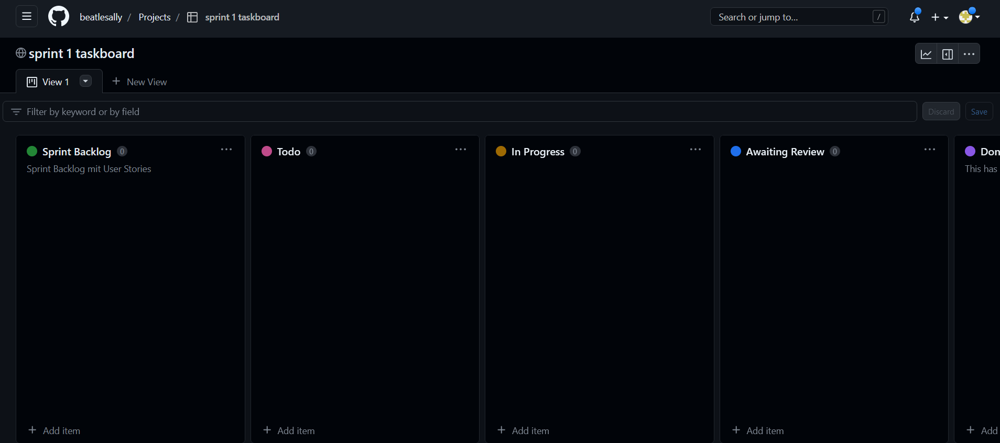 beatlesally / Projects / sprint 1 taskboard
Search or jump to... /
sprint 1 taskboard
View 1
New View
Filter by keyword or by field
Discard
Save
Sprint Backlog 0
Sprint Backlog mit User Stories
Add item
Todo 0
Add item
In Progress 0
Add item
Awaiting Review 0
Add item
Don
This has
Add